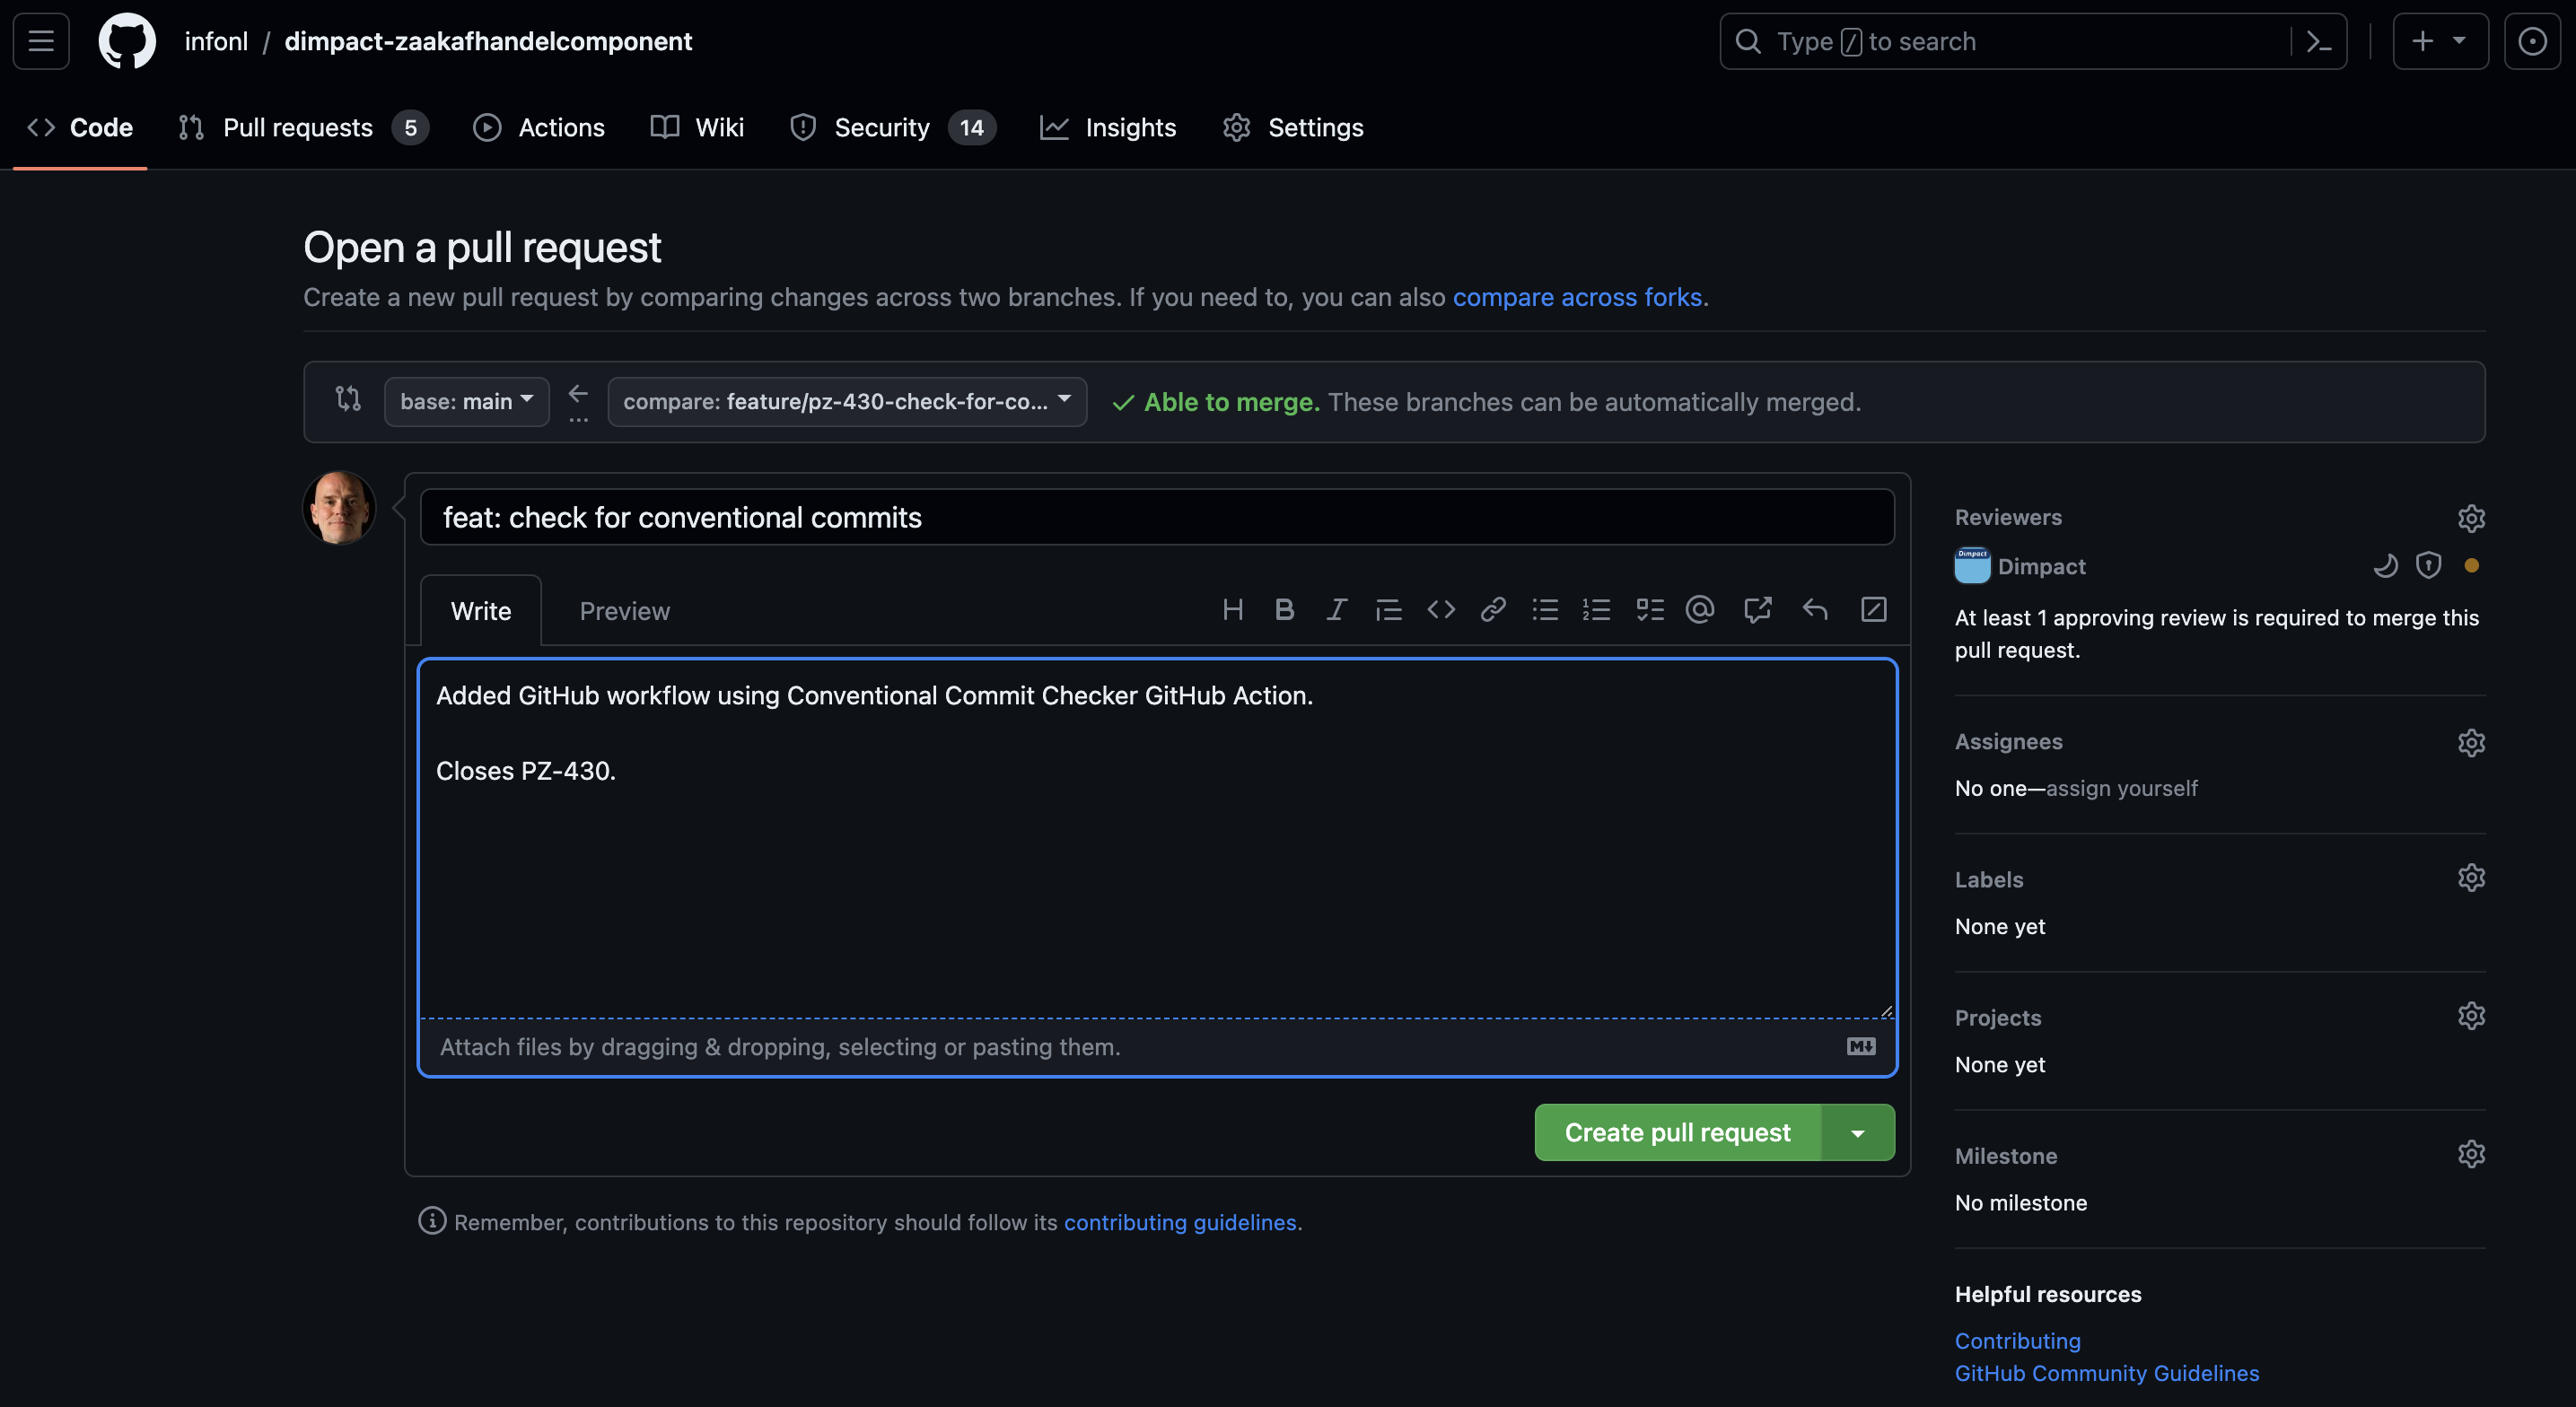 infonl / dimpact-zaakafhandelcomponent
Type / to search
Code
Pull requests 5
Actions
Wiki
Security 14
Insights
Settings
Open a pull request
Create a new pull request by comparing changes across two branches. If you need to, you can also compare across forks.
base: main
compare: feature/pz-430-check-for-co...
Able to merge. These branches can be automatically merged.
feat: check for conventional commits
Write
Preview
Added GitHub workflow using Conventional Commit Checker GitHub Action.
Closes PZ-430.
Attach files by dragging & dropping, selecting or pasting them.
Create pull request
Remember, contributions to this repository should follow its contributing guidelines.
Reviewers
Dimpact
Dimpact
At least 1 approving review is required to merge this
pull request.
Assignees
No one—assign yourself
Labels
None yet
Projects
None yet
Milestone
No milestone
Helpful resources
Contributing
GitHub Community Guidelines